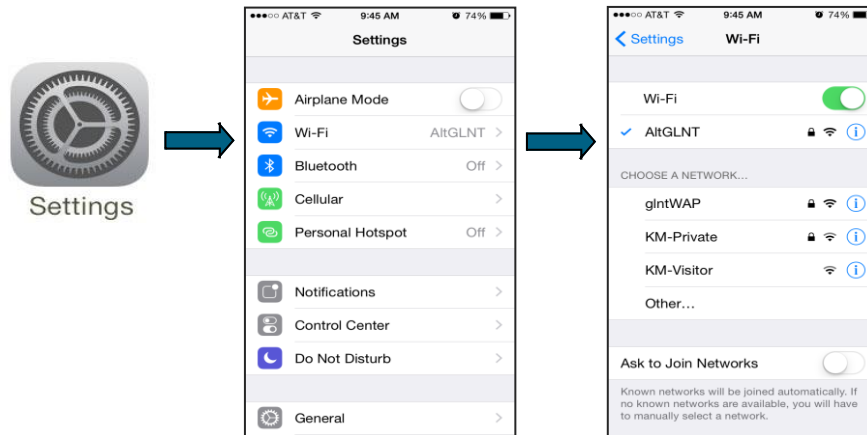 Settings
AT&T 9:45 AM 74%
Settings
Airplane Mode
Wi-Fi AltGLNT
Bluetooth Off
Cellular
Personal Hotspot Off
Notifications
Control Center
Do Not Disturb
General
AT&T 9:45 AM 74%
Settings Wi-Fi
Wi-Fi
AltGLNT
CHOOSE A NETWORK...
glntWAP
KM-Private
KM-Visitor
Other...
Ask to Join Networks
Known networks will be joined automatically. If
no known networks are available, you will have
to manually select a network.